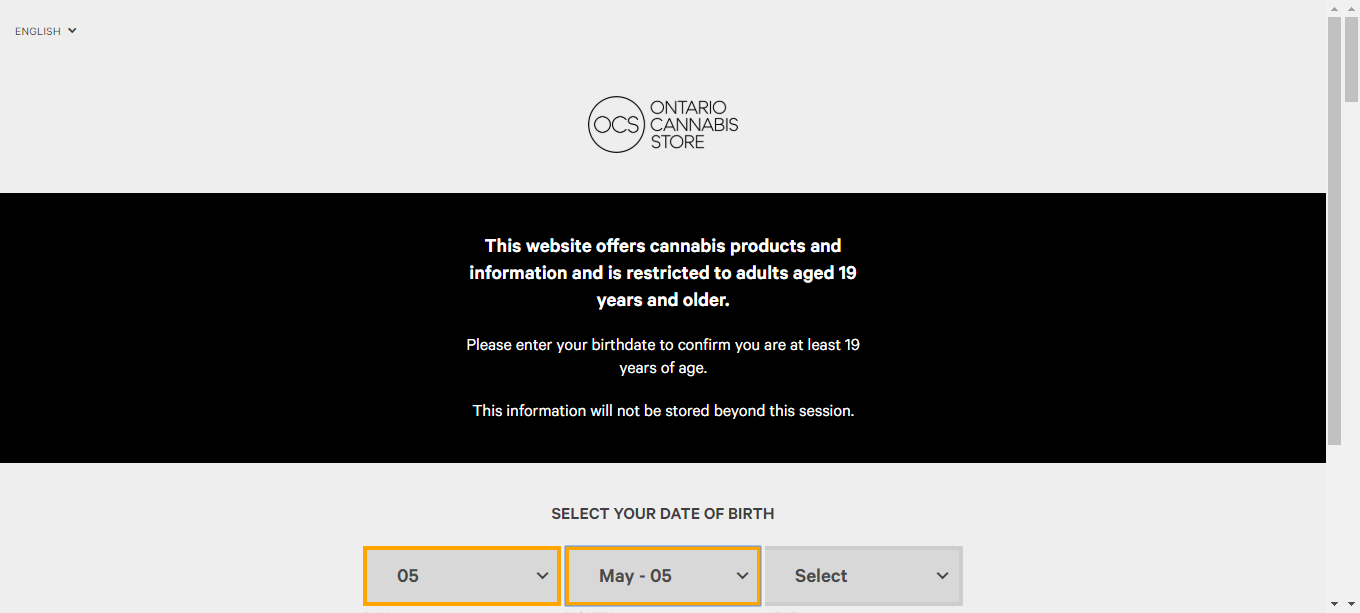 ENGLISH
OCS
ONTARIO
CANNABIS
STORE
This website offers cannabis products and
information and is restricted to adults aged 19
years and older.
Please enter your birthdate to confirm you are at least 19
years of age.
This information will not be stored beyond this session.
SELECT YOUR DATE OF BIRTH
05
May - 05
Select